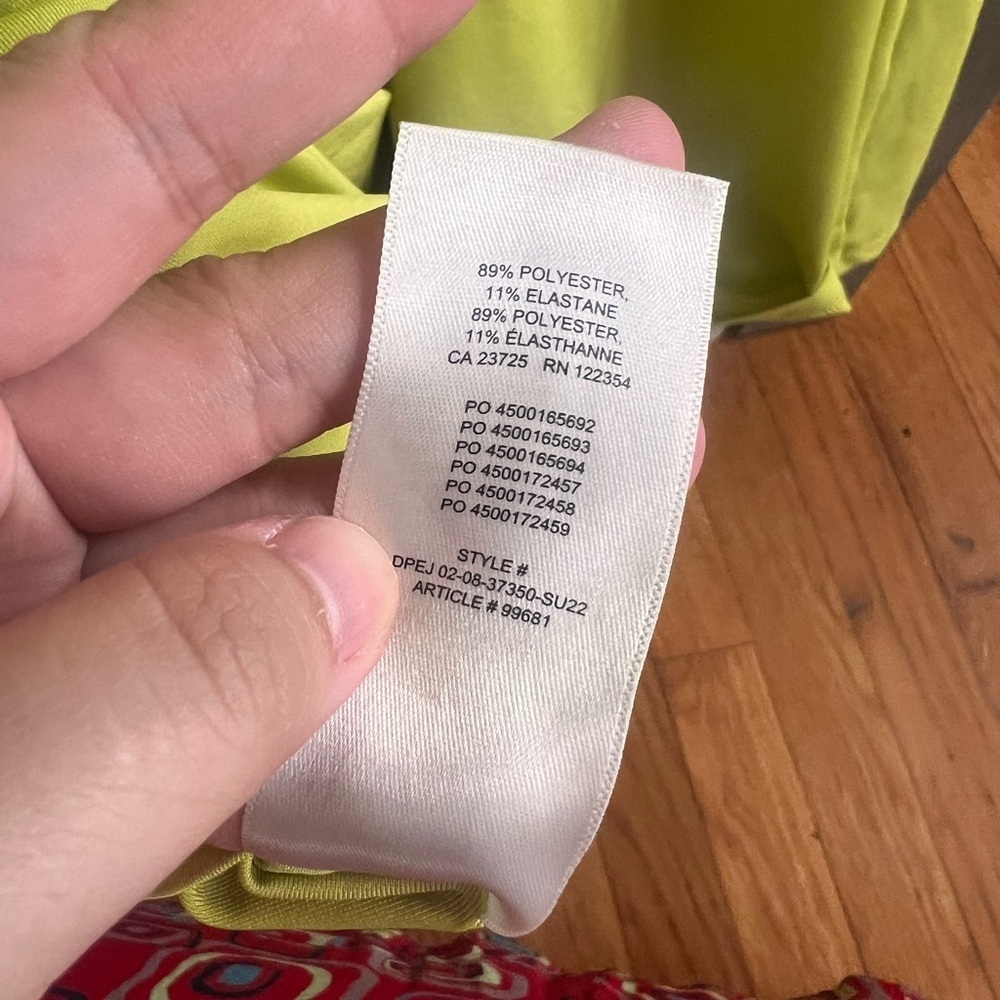 89% POLYESTER,
11% ELASTANE
89% POLYESTER,
11% ÉLASTHANNE
CA 23725 RN 122354
PO 4500165692
PO 4500165693
PO 4500165694
PO 4500172457
PO 4500172458
PO 4500172459
STYLE #
DPEJ 02-08-37350-SU22
ARTICLE # 99681